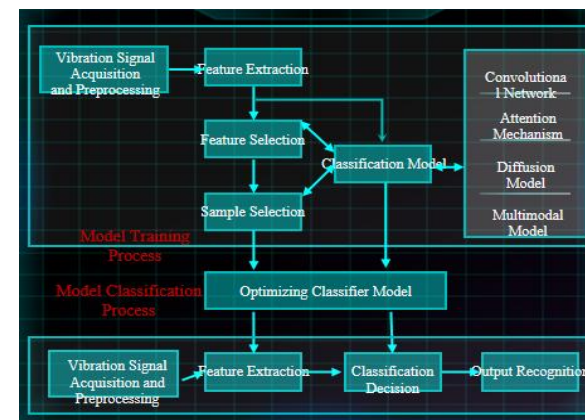 Vibration Signal
Acquisition
and Preprocessing
Feature Extraction
Feature Selection
Classification Model
Sample Selection
Convolutiona
l Network
Attention
Mechanism
Diffusion
Model
Multimodal
Model
Model Training
Process
Model Classification
Process
Optimizing Classifier Model
Vibration Signal
Acquisition and
Preprocessing
Feature Extraction
Classification
Decision
Output Recognition